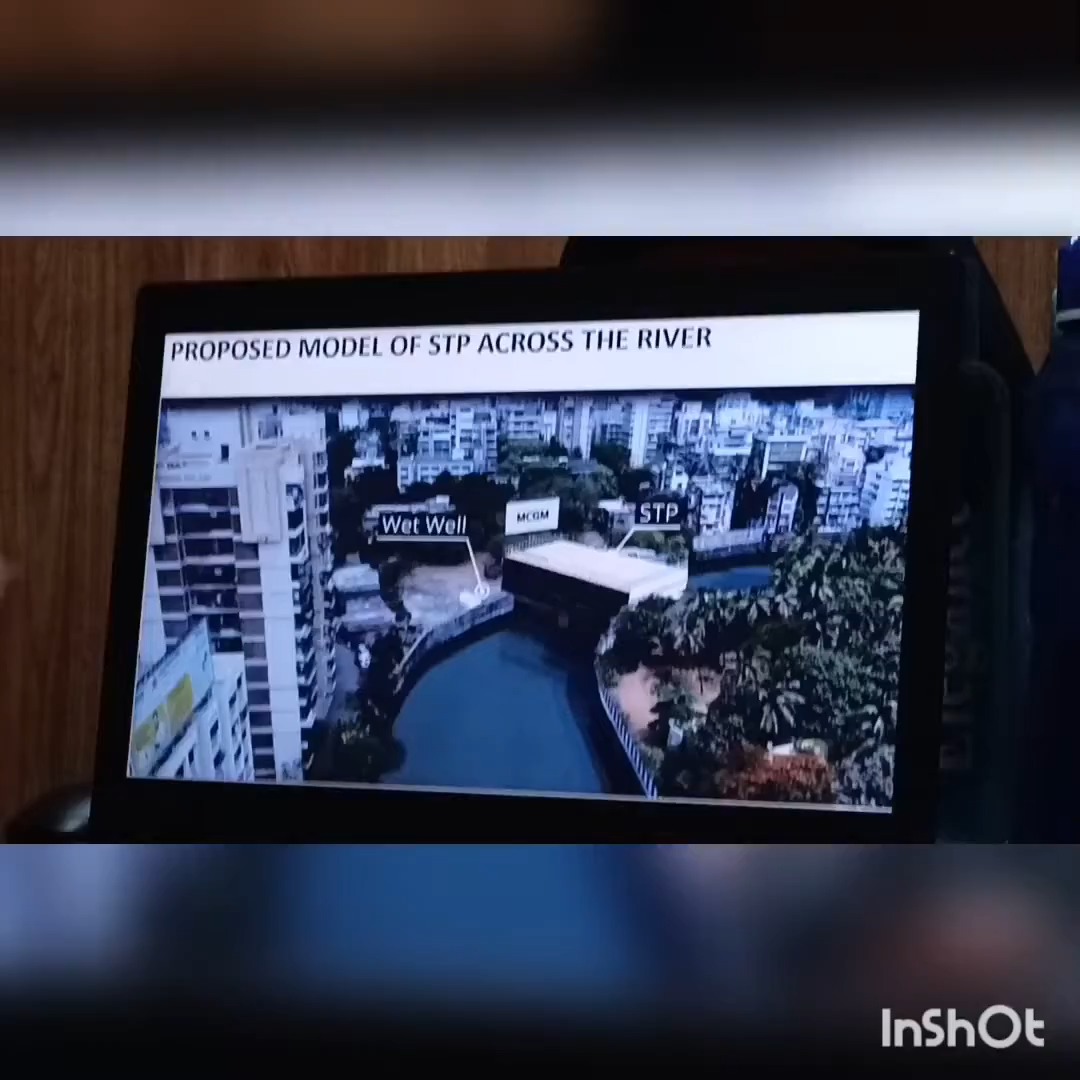 PROPOSED MODEL OF STP ACROSS THE RIVER
Wet Well
MCGM
STP
InShOt